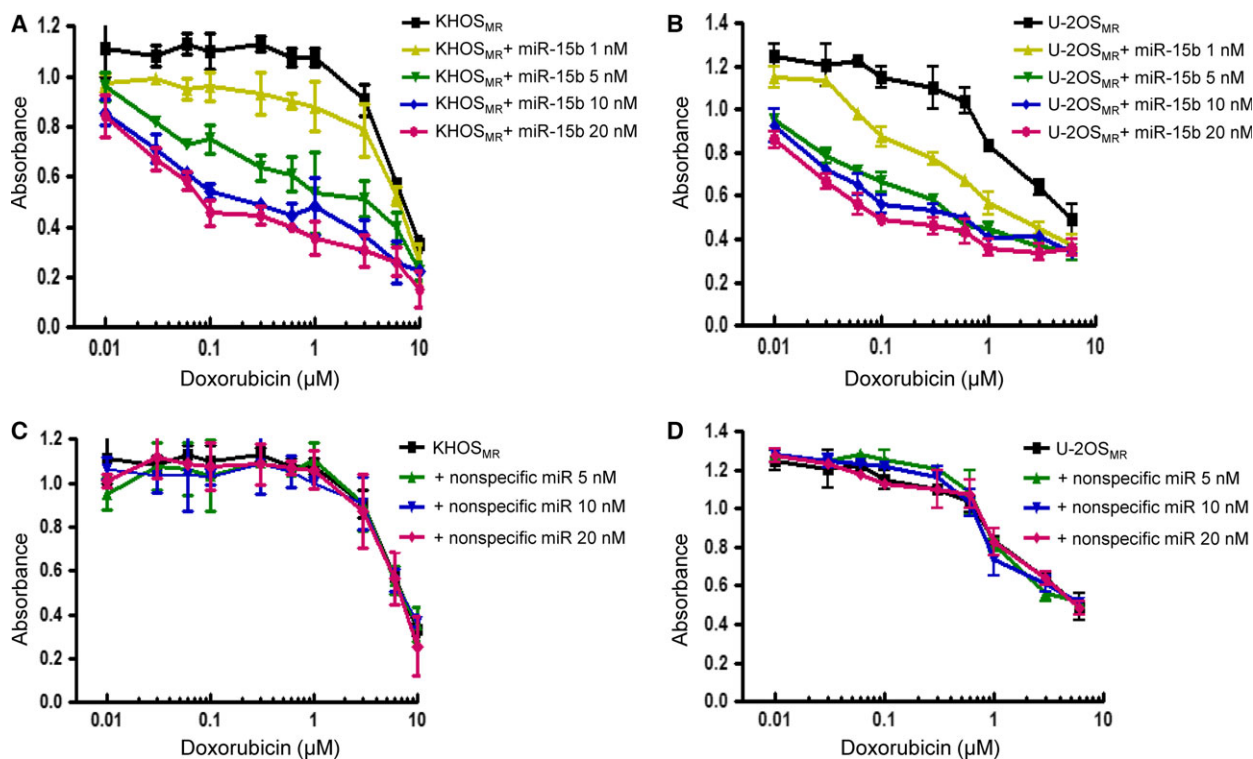 A
KHOSMR
KHOSMR+ miR-15b 1 nM
KHOSMR+ miR-15b 5 nM
KHOSMR+ miR-15b 10 nM
KHOSMR+ miR-15b 20 nM
Absorbance
1.2
1.0
0.8
0.6
0.4
0.2
0.0
0.01
0.1
1
10
Doxorubicin (µM)
B
U-2OSMR
U-2OSMR+ miR-15b 1 nM
U-2OSMR+ miR-15b 5 nM
U-2OSMR+ miR-15b 10 nM
U-2OSMR+ miR-15b 20 nM
Absorbance
1.4
1.2
1.0
0.8
0.6
0.4
0.2
0.0
0.01
0.1
1
10
Doxorubicin (µM)
C
KHOSMR
+ nonspecific miR 5 nM
+ nonspecific miR 10 nM
+ nonspecific miR 20 nM
Absorbance
1.2
1.0
0.8
0.6
0.4
0.2
0.0
0.01
0.1
1
10
Doxorubicin (µM)
D
U-2OSMR
+ nonspecific miR 5 nM
+ nonspecific miR 10 nM
+ nonspecific miR 20 nM
Absorbance
1.4
1.2
1.0
0.8
0.6
0.4
1.2
0.0
0.01
0.1
1
10
Doxorubicin (µM)